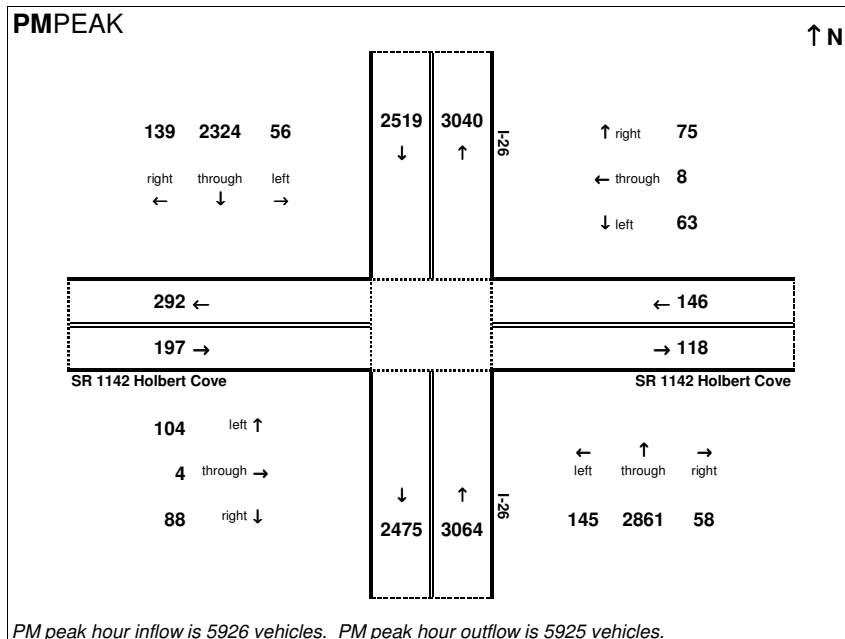 PM PEAK
↑ N
139 2324 56
right through left
← ↓ →
2519 3040
↓ ↑
I-26
↑ right 75
← through 8
↓ left 63
292 ←
← 146
197 →
→ 118
SR 1142 Holbert Cove
SR 1142 Holbert Cove
104 left ↑
4 through →
88 right ↓
↓ ↑
2475 3064
I-26
← ↑ →
left through right
145 2861 58
PM peak hour inflow is 5926 vehicles. PM peak hour outflow is 5925 vehicles.